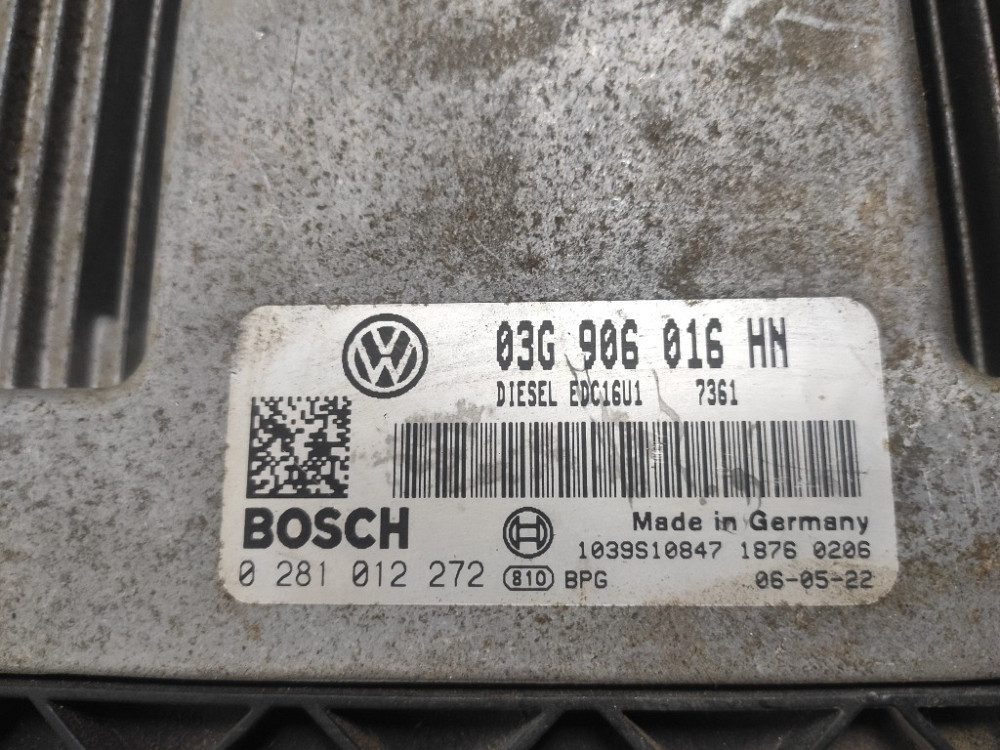 03G 906 016 HN
DIESEL EDC16U1 7361
BOSCH
Made in Germany
1039S10847 1876 0206
0 281 012 272 810 BPG 06-05-22